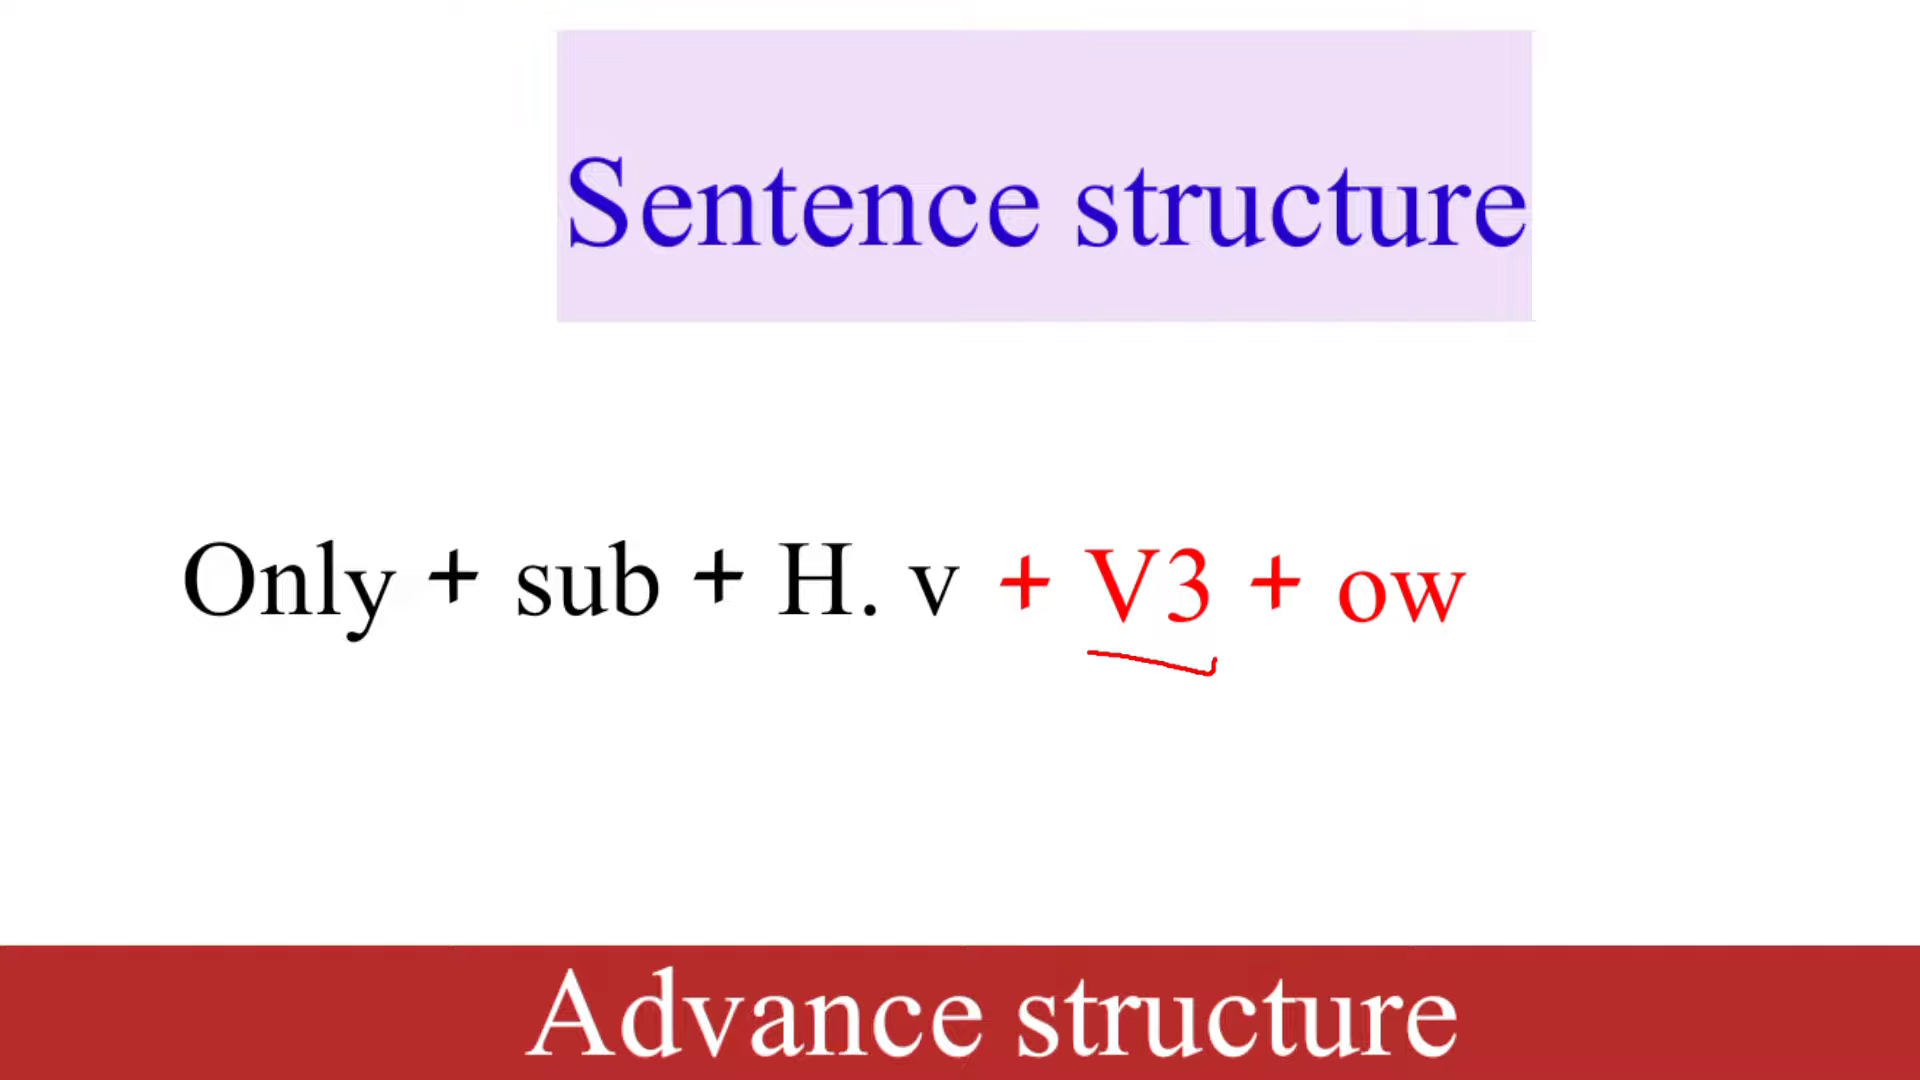 Sentence structure
Only + sub + H. v + V3 + ow
Advance structure